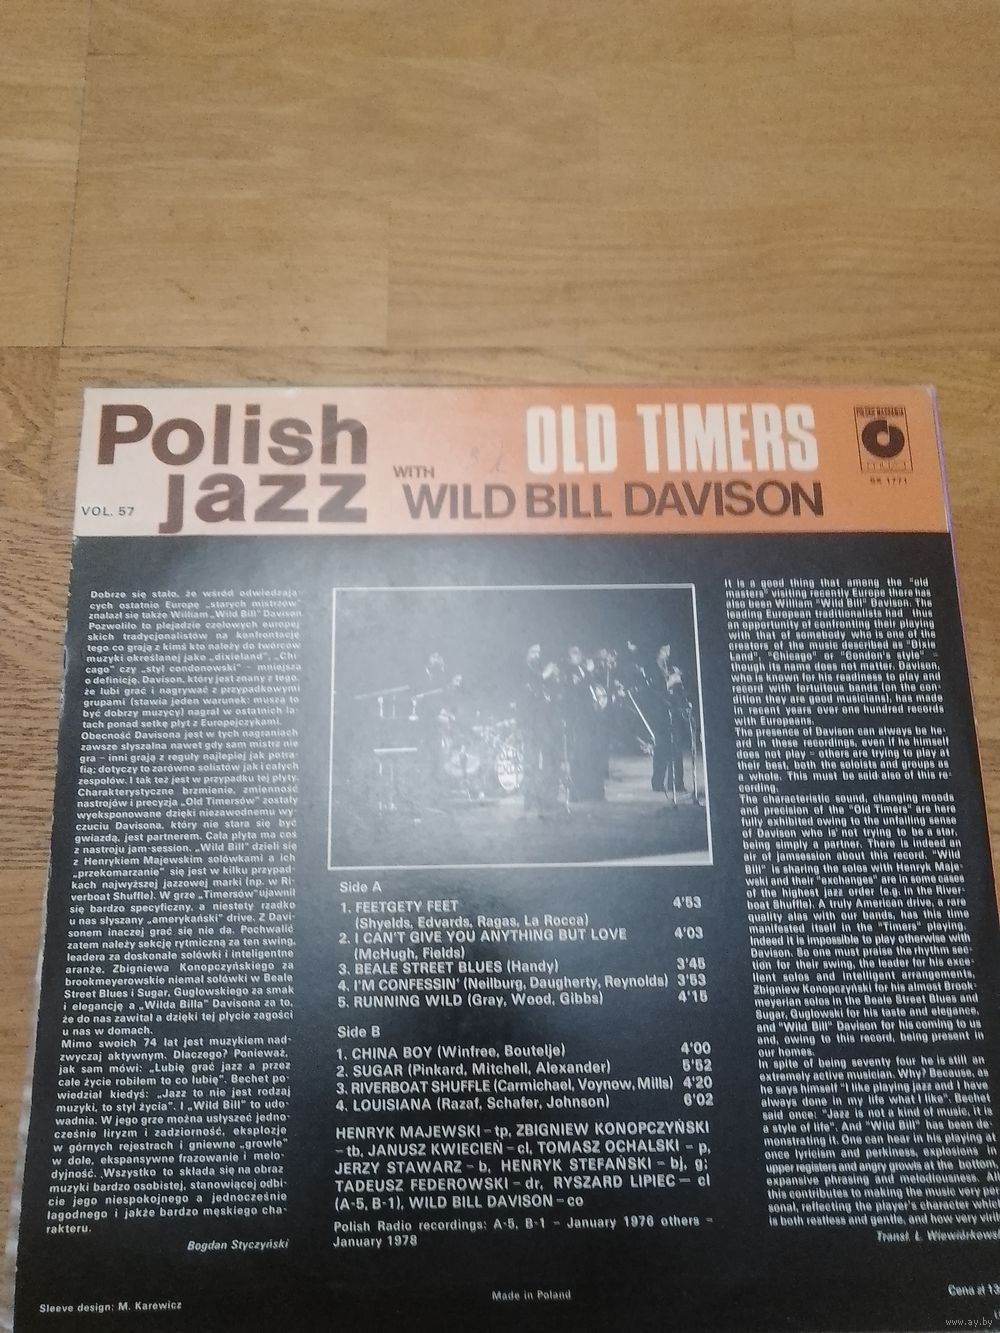 Polish
jazz
VOL. 57
OLD TIMERS
WITH
WILD BILL DAVISON
POLSKIE NAGRANIA
MUZA
SX 1771
Dobrze się stało, że wśród odwiedzają-
cych ostatnio Europę „starych mistrzów"
znalazł się także William „Wild Bill" Davison
Pozwoliło to plejadzie czołowych europej
skich tradycjonalistów na konfrontację
tego co grają z kimś kto należy do twórców
muzyki określanej jako „dixieland", „Chi-
cago" czy „styl condonowski" – mniejsza
o definicję. Davison, który jest znany z tego,
że lubi grać i nagrywać z przypadkowymi
grupami (stawia jeden warunek: muszą to
być dobrzy muzycy) nagrał w ostatnich la-
tach ponad setkę płyt z Europejczykami.
Obecność Davisona jest w tych nagraniach
zawsze słyszalna nawet gdy sam mistrz nie
gra – inni grają z reguły najlepiej jak potra-
fią; dotyczy to zarówno solistów jak i całych
zespołów. I tak też jest w przypadku tej płyty.
Charakterystyczne brzmienie, zmienność
nastrojów i precyzja „Old Timersów" zostały
wyeksponowane dzięki niezawodnemu wy-
czuciu Davisona, który nie stara się być
gwiazdą, jest partnerem. Cała płyta ma coś
z nastroju jam-session. „Wild Bill" dzieli się
z Henrykiem Majewskim solówkami a ich
„przekomarzanie" się jest w kilku przypad-
kach najwyższej jazzowej marki (np. w Ri-
verboat Shuffle). W grze „Timersów" ujawnił
się bardzo specyficzny, a niestety rzadko
u nas słyszany „amerykański" drive. Z Davi-
sonem inaczej grać się nie da. Pochwalić
zatem należy sekcję rytmiczną za ten swing,
leadera za doskonałe solówki i inteligentne
aranże, Zbigniewa Konopczyńskiego za
brookmeyerowskie niemal solówki w Beale
Street Blues i Sugar, Guglowskiego za smak
i elegancję a „Wilda Billa" Davisona za to,
że do nas zawitał a dzięki tej płycie zagości
u nas w domach.
Mimo swoich 74 lat jest muzykiem nad-
zwyczaj aktywnym. Dlaczego? Ponieważ,
jak sam mówi: „Lubię grać jazz a przez
całe życie robiłem to co lubię". Bechet po-
wiedział kiedyś: „Jazz to nie jest rodzaj
muzyki, to styl życia". I „Wild Bill" to udo-
wadnia. W jego grze można usłyszeć jedno-
cześnie liryzm i zadziorność, eksplozje
w górnych rejestrach i gniewne „growle"
w dole, ekspansywne frazowanie i melo-
dyjność. Wszystko to składa się na obraz
muzyki bardzo osobistej, stanowiącej odbi-
cie jego niespokojnego a jednocześnie
łagodnego i jakże bardzo męskiego cha-
rakteru.
Bogdan Styczyński
Side A
1. FEETGETY FEET 4'53
(Shyelds, Edvards, Ragas, La Rocca)
2. I CAN'T GIVE YOU ANYTHING BUT LOVE 4'03
(McHugh, Fields)
3. BEALE STREET BLUES (Handy) 3'45
4. I'M CONFESSIN' (Neilburg, Daugherty, Reynolds) 3'53
5. RUNNING WILD (Gray, Wood, Gibbs) 4'15
Side B
1. CHINA BOY (Winfree, Boutelje) 4'00
2. SUGAR (Pinkard, Mitchell, Alexander) 5'52
3. RIVERBOAT SHUFFLE (Carmichael, Voynow, Mills) 4'20
4. LOUISIANA (Razaf, Schafer, Johnson) 6'02
HENRYK MAJEWSKI – tp, ZBIGNIEW KONOPCZYŃSKI
– tb, JANUSZ KWIECIEŃ – cl, TOMASZ OCHALSKI – p,
JERZY STAWARZ – b, HENRYK STEFAŃSKI – bj, g;
TADEUSZ FEDEROWSKI – dr, RYSZARD LIPIEC – cl
(A-5, B-1), WILD BILL DAVISON – co
Polish Radio recordings: A-5, B-1 – January 1976 others –
January 1978
It is a good thing that among the "old
masters" visiting recently Europe there has
also been William "Wild Bill" Davison. The
leading European traditionalists had thus
an opportunity of confronting their playing
with that of somebody who is one of the
creators of the music described as "Dixie
land", "Chicago" or "Condon's style" –
though its name does not matter. Davison,
who is known for his readiness to play and
record with fortuitous bands (on the con-
dition they are good musicians), has made
in recent years over one hundred records
with Europeans.
The presence of Davison can always be he-
ard in these recordings, even if he himself
does not play – others are trying to play at
their best, both the soloists and groups as
a whole. This must be said also of this re-
cording.
The characteristic sound, changing moods
and precision of the "Old Timers" are here
fully exhibited owing to the unfailing sense
of Davison who is not trying to be a star,
being simply a partner. There is indeed an
air of jamsession about this record. "Wild
Bill" is sharing the solos with Henryk Maje-
wski and their "exchanges" are in some cases
of the highest jazz order (e.g. in the River-
boat Shuffle). A truly American drive, a rare
quality alas with our bands, has this time
manifested itself in the "Timers" playing.
Indeed it is impossible to play otherwise with
Davison. So one must praise the rhythm sec-
tion for their swing, the leader for his exce-
llent solos and intelligent arrangements,
Zbigniew Konopczyński for his almost Brook-
meyerian solos in the Beale Street Blues and
Sugar, Guglowski for his taste and elegance,
and "Wild Bill" Davison for his coming to us
and, owing to this record, being present in
our homes.
In spite of being seventy four he is still an
extremely active musician. Why? Because, as
he says himself "I like playing jazz and I have
always done in my life what I like". Bechet
said once: "Jazz is not a kind of music, it is
a style of life". And "Wild Bill" has been de-
monstrating it. One can hear in his playing at
once lyricism and perkiness, explosions in
upper registers and angry growls at the bottom,
expensive phrasing and melodiousness. All
this contributes to making the music very per-
sonal, reflecting the player's character which
is both restless and gentle, and how very virile
Transl. L. Wiewiórkowski
Sleeve design: M. Karewicz
Made in Poland
Cena zł 13
www.ay.by